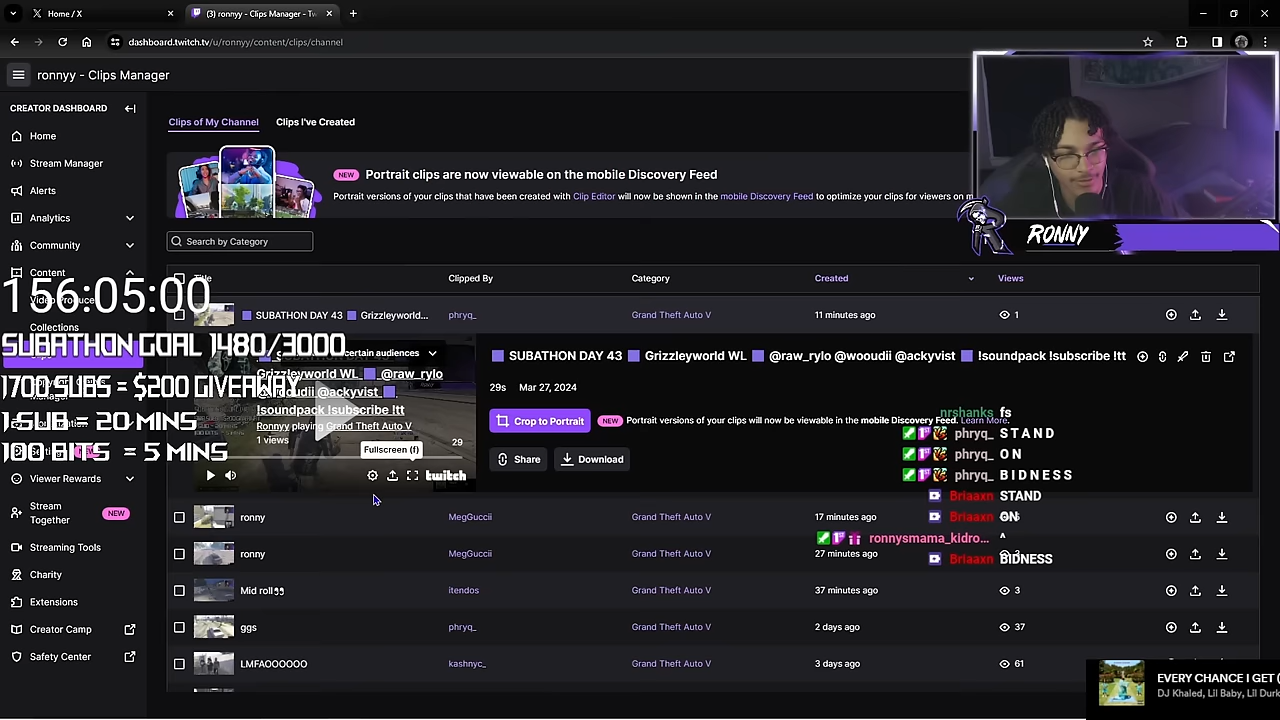 Home / X
(3) ronnyy - Clips Manager - Tw
dashboard.twitch.tv/u/ronnyy/content/clips/channel
ronnyy - Clips Manager
CREATOR DASHBOARD
Home
Stream Manager
Alerts
Analytics
Community
Content
Video Produce
Collections
Viewer Rewards
Stream Together
NEW
Streaming Tools
Charity
Extensions
Creator Camp
Safety Center
156:05:00
SUBATHON GOAL 1480/3000
1700 SUBS = $200 GIVEAWAY
1 SUB = 20 MINS
100 BITS = 5 MINS
Clips of My Channel
Clips I've Created
NEW Portrait clips are now viewable on the mobile Discovery Feed
Portrait versions of your clips that have been created with Clip Editor will now be shown in the mobile Discovery Feed to optimize your clips for viewers on m
Search by Category
Title Clipped By Category Created Views
SUBATHON DAY 43 Grizzleyworld... phryq_ Grand Theft Auto V 11 minutes ago 1
certain audiences
Grizzleyworld WL @raw_rylo
@woudii @ackyvist
!soundpack !subscribe !tt
Ronnyy playing Grand Theft Auto V
1 views
29
Fullscreen (f)
twitch
SUBATHON DAY 43 Grizzleyworld WL @raw_rylo @woudii @ackyvist !soundpack !subscribe !tt
29s Mar 27, 2024
Crop to Portrait
NEW Portrait versions of your clips will now be viewable in the mobile Discovery Feed. Learn More.
Share
Download
ronny MegGuccii Grand Theft Auto V 17 minutes ago
ronny MegGuccii Grand Theft Auto V 27 minutes ago
Mid roll itendos Grand Theft Auto V 37 minutes ago 3
ggs phryq_ Grand Theft Auto V 2 days ago 37
LMFAOOOOOO kashnyc_ Grand Theft Auto V 3 days ago 61
RONNY
nrshanks fs
phryq_ S T A N D
phryq_ O N
phryq_ B I D N E S S
Briaaxn STAND
Briaaxn ON
ronnysmama_kidro... ^
Briaaxn BIDNESS
EVERY CHANCE I GET (
DJ Khaled, Lil Baby, Lil Durk